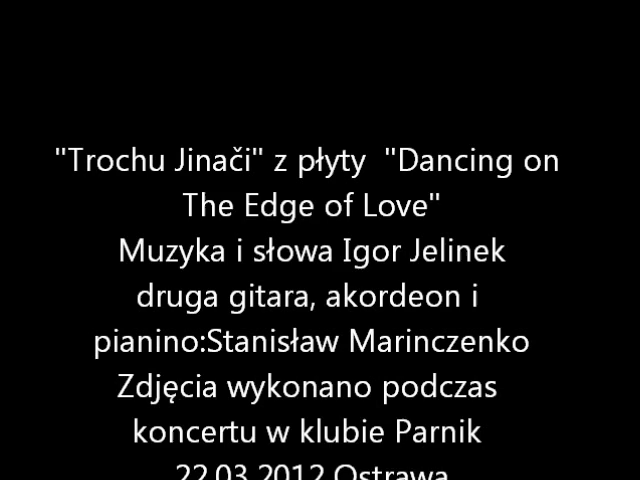 "Trochu Jinači" z płyty  "Dancing on
The Edge of Love"
Muzyka i słowa Igor Jelinek
druga gitara, akordeon i
pianino:Stanisław Marinczenko
Zdjęcia wykonano podczas
koncertu w klubie Parnik
22.03.2012 Ostrawa